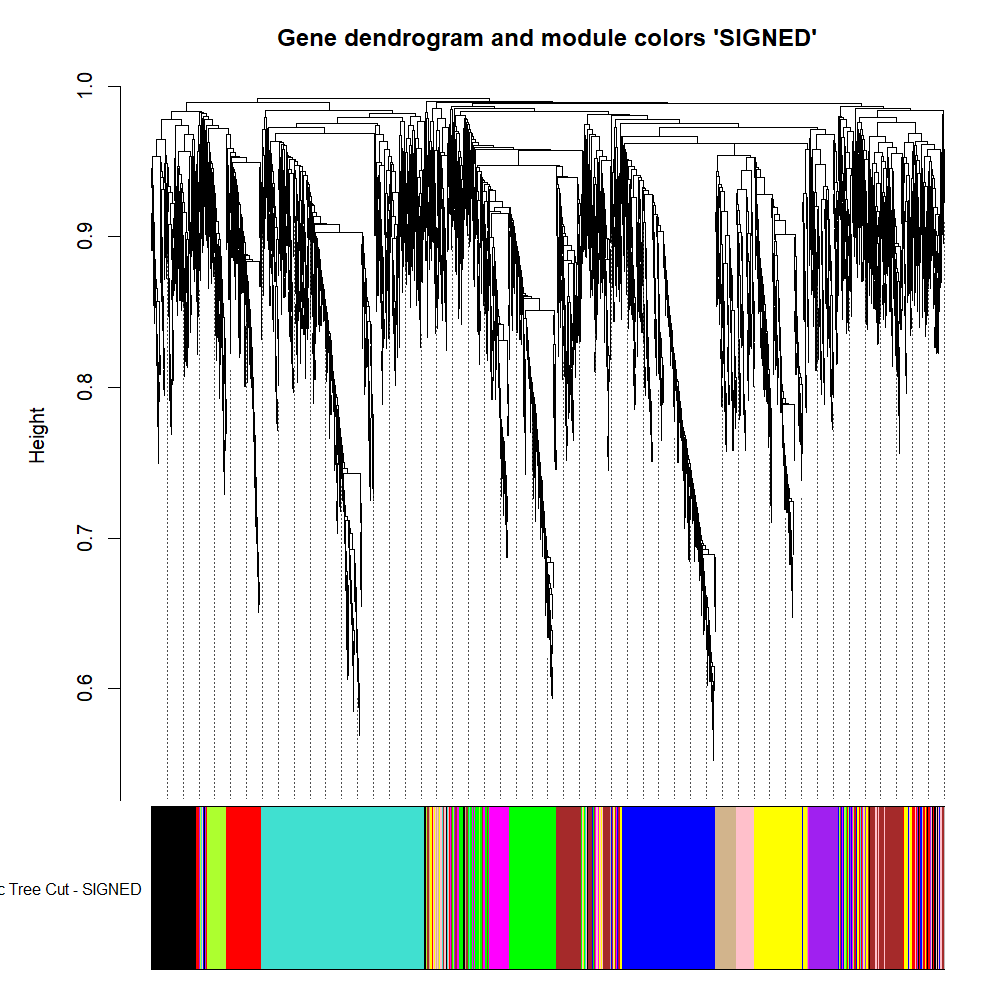 Gene dendrogram and module colors 'SIGNED'
1.0
0.9
0.8
0.7
0.6
Height
c Tree Cut - SIGNED